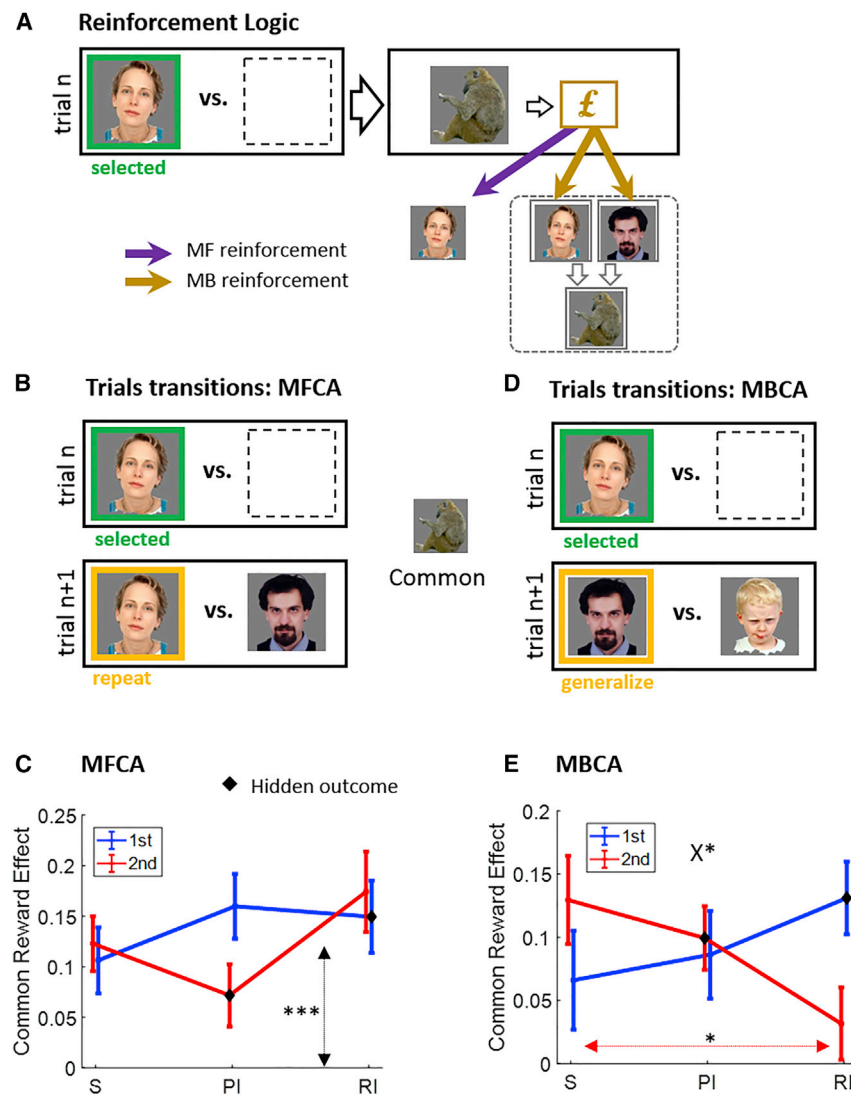 A Reinforcement Logic
trial n
vs.
selected
£
MF reinforcement
MB reinforcement
B Trials transitions: MFCA
trial n
vs.
selected
trial n+1
vs.
repeat
Common
D Trials transitions: MBCA
trial n
vs.
selected
trial n+1
vs.
generalize
C MFCA
Hidden outcome
Common Reward Effect
0.25
0.2
0.15
0.1
0.05
0
1st
2nd
***
S PI RI
E MBCA
Common Reward Effect
0.2
0.15
0.1
0.05
0
1st
2nd
X*
*
S PI RI